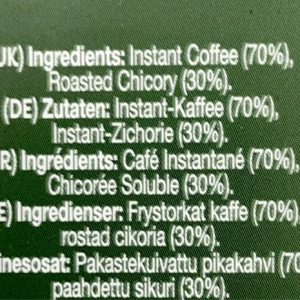 UK) Ingredients: Instant Coffee (70%),
Roasted Chicory (30%).
(DE) Zutaten: Instant-Kaffee (70%),
Instant-Zichorie (30%).
R) Ingrédients: Café Instantané (70%),
Chicorée Soluble (30%).
E) Ingredienser: Frystorkat kaffe (70%
rostad cikoria (30%).
inesosat: Pakastekuivattu pikakahvi (70
paahdettu sikuri (30%).